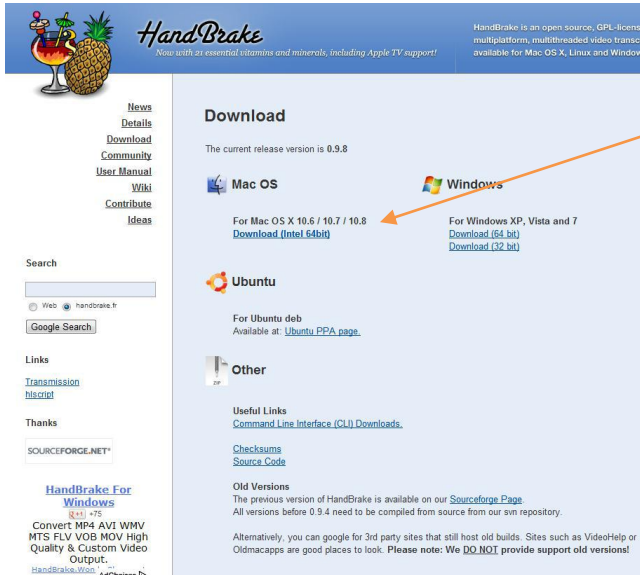 HandBrake
Now with 21 essential vitamins and minerals, including Apple TV support!
HandBrake is an open source, GPL-licens
multiplatform, multithreaded video transc
available for Mac OS X, Linux and Window
News
Details
Download
Community
User Manual
Wiki
Contribute
Ideas
Search
Web handbrake.fr
Google Search
Links
Transmission
hlscript
Thanks
SOURCEFORGE.NET®
HandBrake For
Windows
+1 +75
Convert MP4 AVI WMV
MTS FLV VOB MOV High
Quality & Custom Video
Output.
HandBrake.Won
AdChoices
Download
The current release version is 0.9.8
Mac OS
For Mac OS X 10.6 / 10.7 / 10.8
Download (Intel 64bit)
Windows
For Windows XP, Vista and 7
Download (64 bit)
Download (32 bit)
Ubuntu
For Ubuntu deb
Available at: Ubuntu PPA page.
ZIP
Other
Useful Links
Command Line Interface (CLI) Downloads.
Checksums
Source Code
Old Versions
The previous version of HandBrake is available on our Sourceforge Page.
All versions before 0.9.4 need to be compiled from source from our svn repository.
Alternatively, you can google for 3rd party sites that still host old builds. Sites such as VideoHelp or
Oldmacapps are good places to look. Please note: We DO NOT provide support old versions!